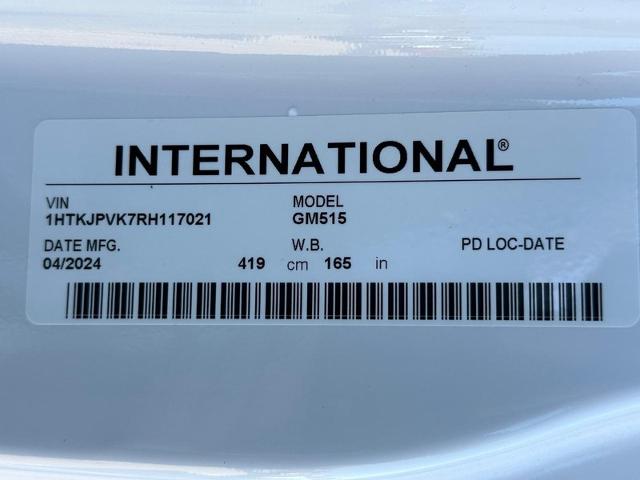 INTERNATIONAL®
VIN MODEL
1HTKJPVK7RH117021 GM515
DATE MFG. W.B. PD LOC-DATE
04/2024 419 cm 165 in